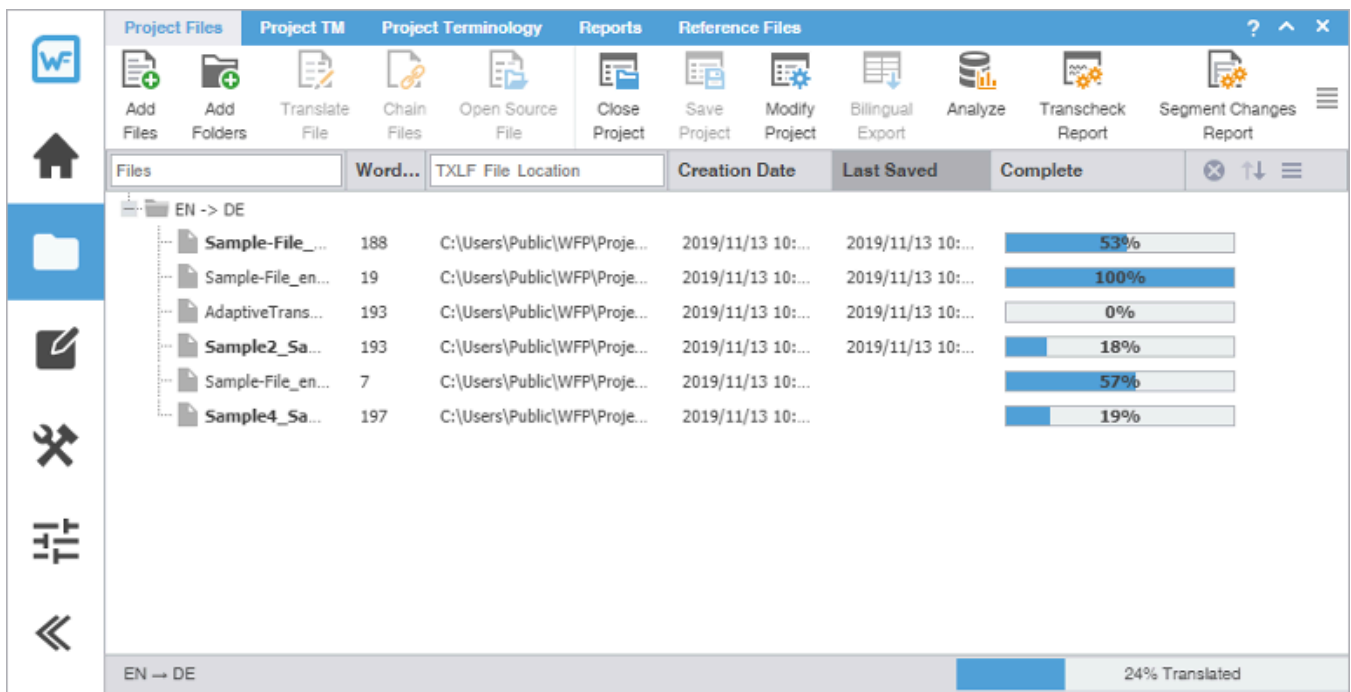 WF
Project Files Project TM Project Terminology Reports Reference Files ?
Add Files
Add Folders
Translate File
Chain Files
Open Source File
Close Project
Save Project
Modify Project
Bilingual Export
Analyze
Transcheck Report
Segment Changes Report
Files Word... TXLF File Location Creation Date Last Saved Complete
EN -> DE
Sample-File_... 188 C:\Users\Public\WFP\Proje... 2019/11/13 10:... 2019/11/13 10:... 53%
Sample-File_en... 19 C:\Users\Public\WFP\Proje... 2019/11/13 10:... 2019/11/13 10:... 100%
AdaptiveTrans... 193 C:\Users\Public\WFP\Proje... 2019/11/13 10:... 2019/11/13 10:... 0%
Sample2_Sa... 193 C:\Users\Public\WFP\Proje... 2019/11/13 10:... 2019/11/13 10:... 18%
Sample-File_en... 7 C:\Users\Public\WFP\Proje... 2019/11/13 10:... 57%
Sample4_Sa... 197 C:\Users\Public\WFP\Proje... 2019/11/13 10:... 19%
EN → DE 24% Translated